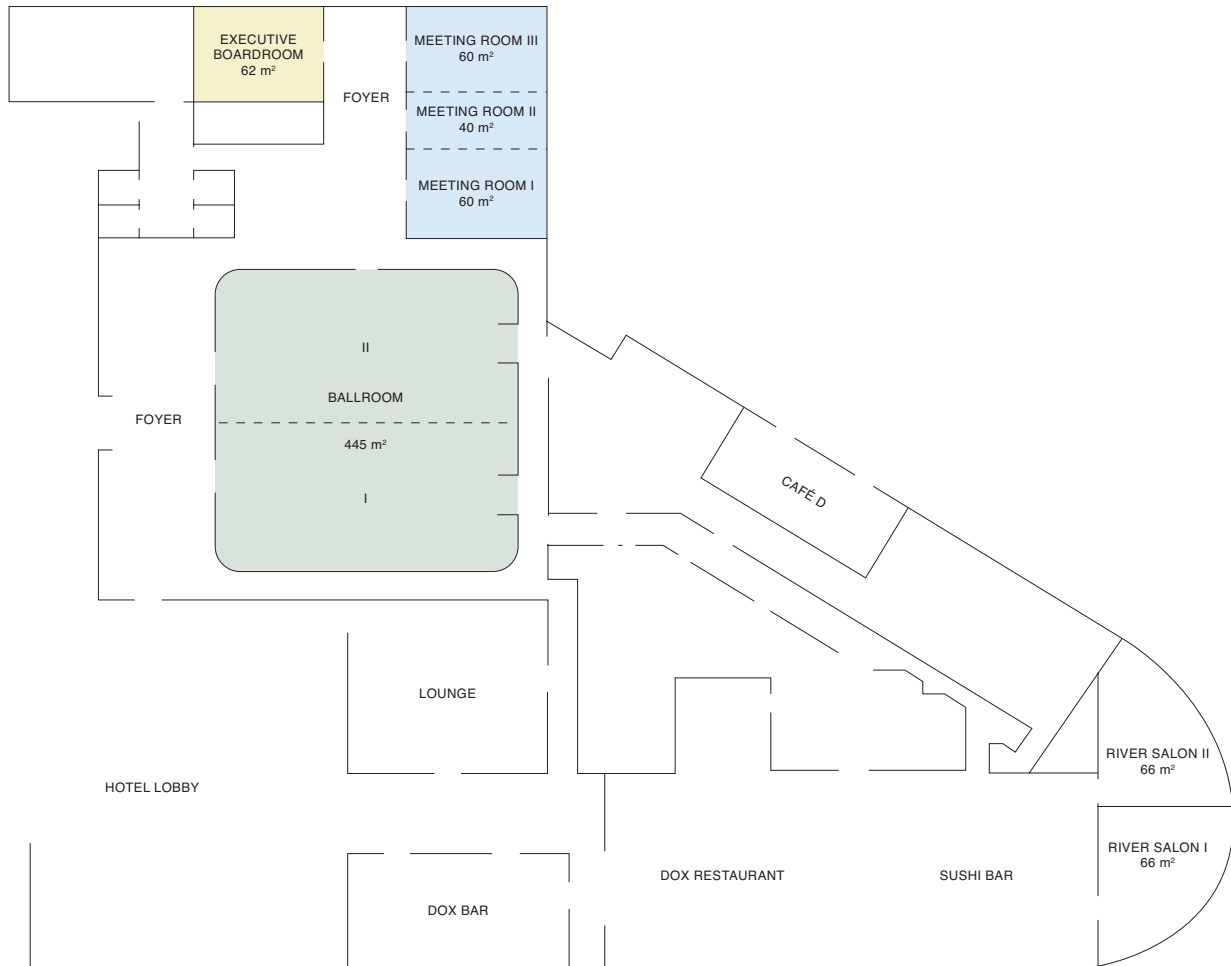 EXECUTIVE
BOARDROOM
62 m²
FOYER
MEETING ROOM III
60 m²
MEETING ROOM II
40 m²
MEETING ROOM I
60 m²
II
BALLROOM
445 m²
I
FOYER
CAFÉ D
LOUNGE
HOTEL LOBBY
DOX BAR
DOX RESTAURANT
SUSHI BAR
RIVER SALON II
66 m²
RIVER SALON I
66 m²